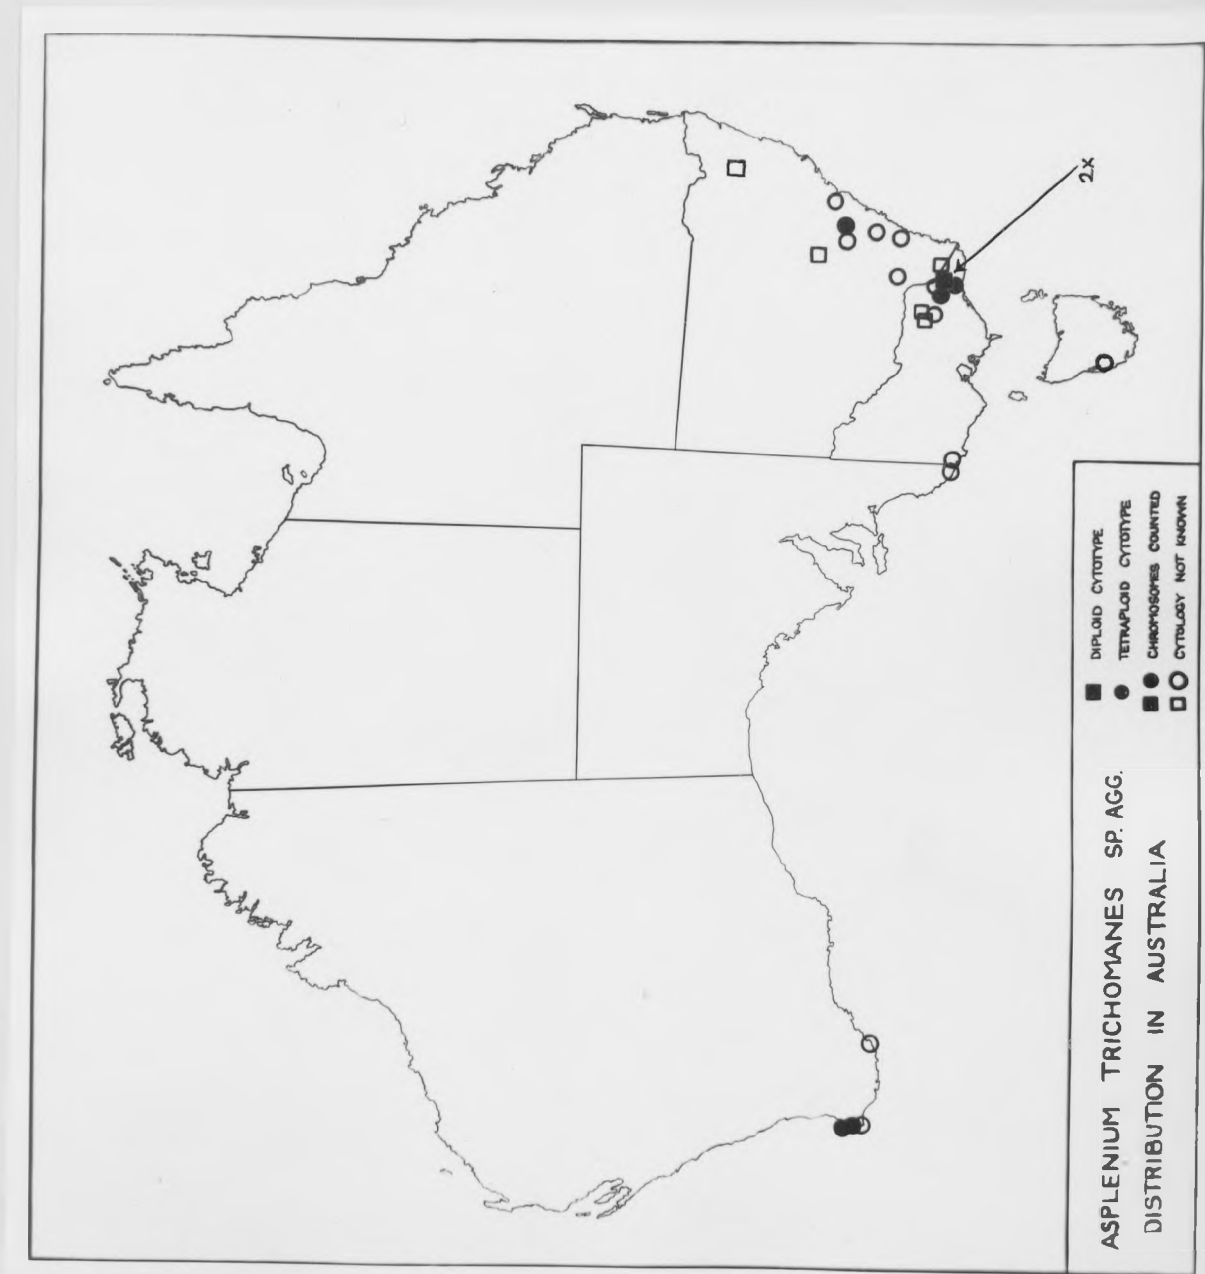 2X
DIPLOID CYTOTYPE
TETRAPLOID CYTOTYPE
CHROMOSOMES COUNTED
CYTOLOGY NOT KNOWN
ASPLENIUM TRICHOMANES SP. AGG.
DISTRIBUTION IN AUSTRALIA